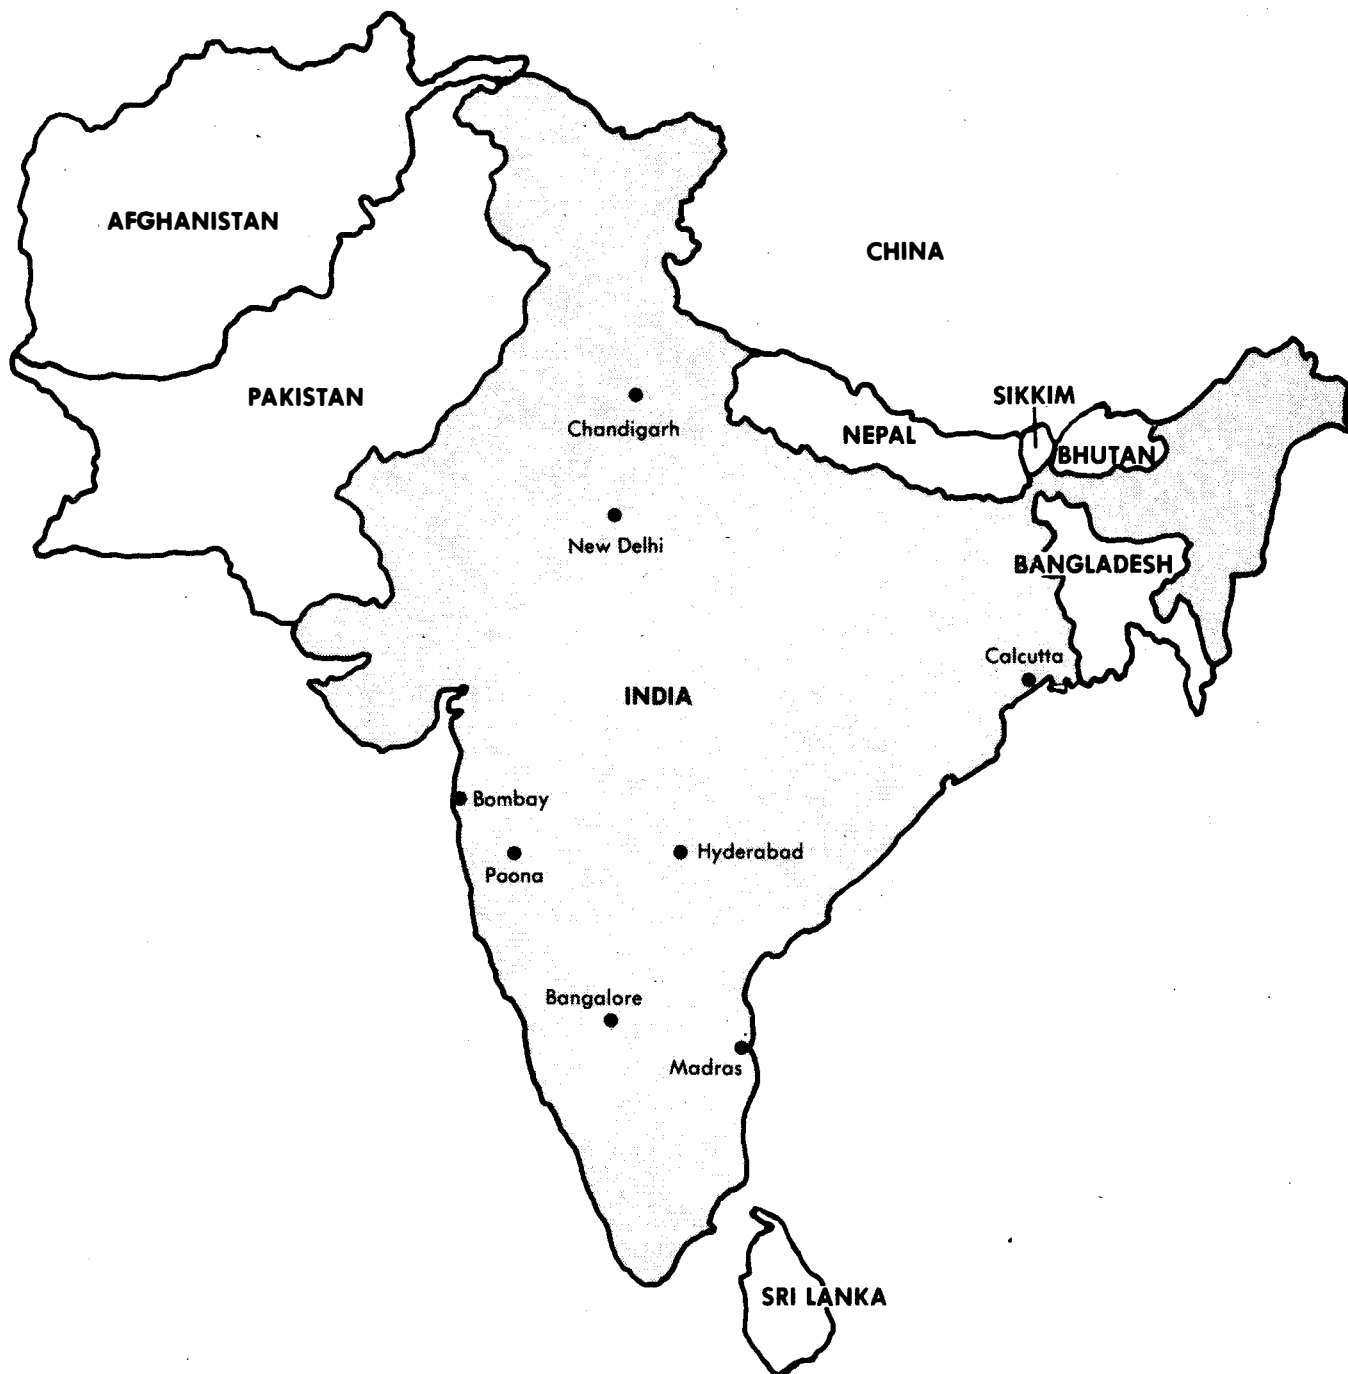 AFGHANISTAN
CHINA
PAKISTAN
SIKKIM
Chandigarh
NEPAL
BHUTAN
New Delhi
BANGLADESH
Calcutta
INDIA
Bombay
Hyderabad
Poona
Bangalore
Madras
SRI LANKA